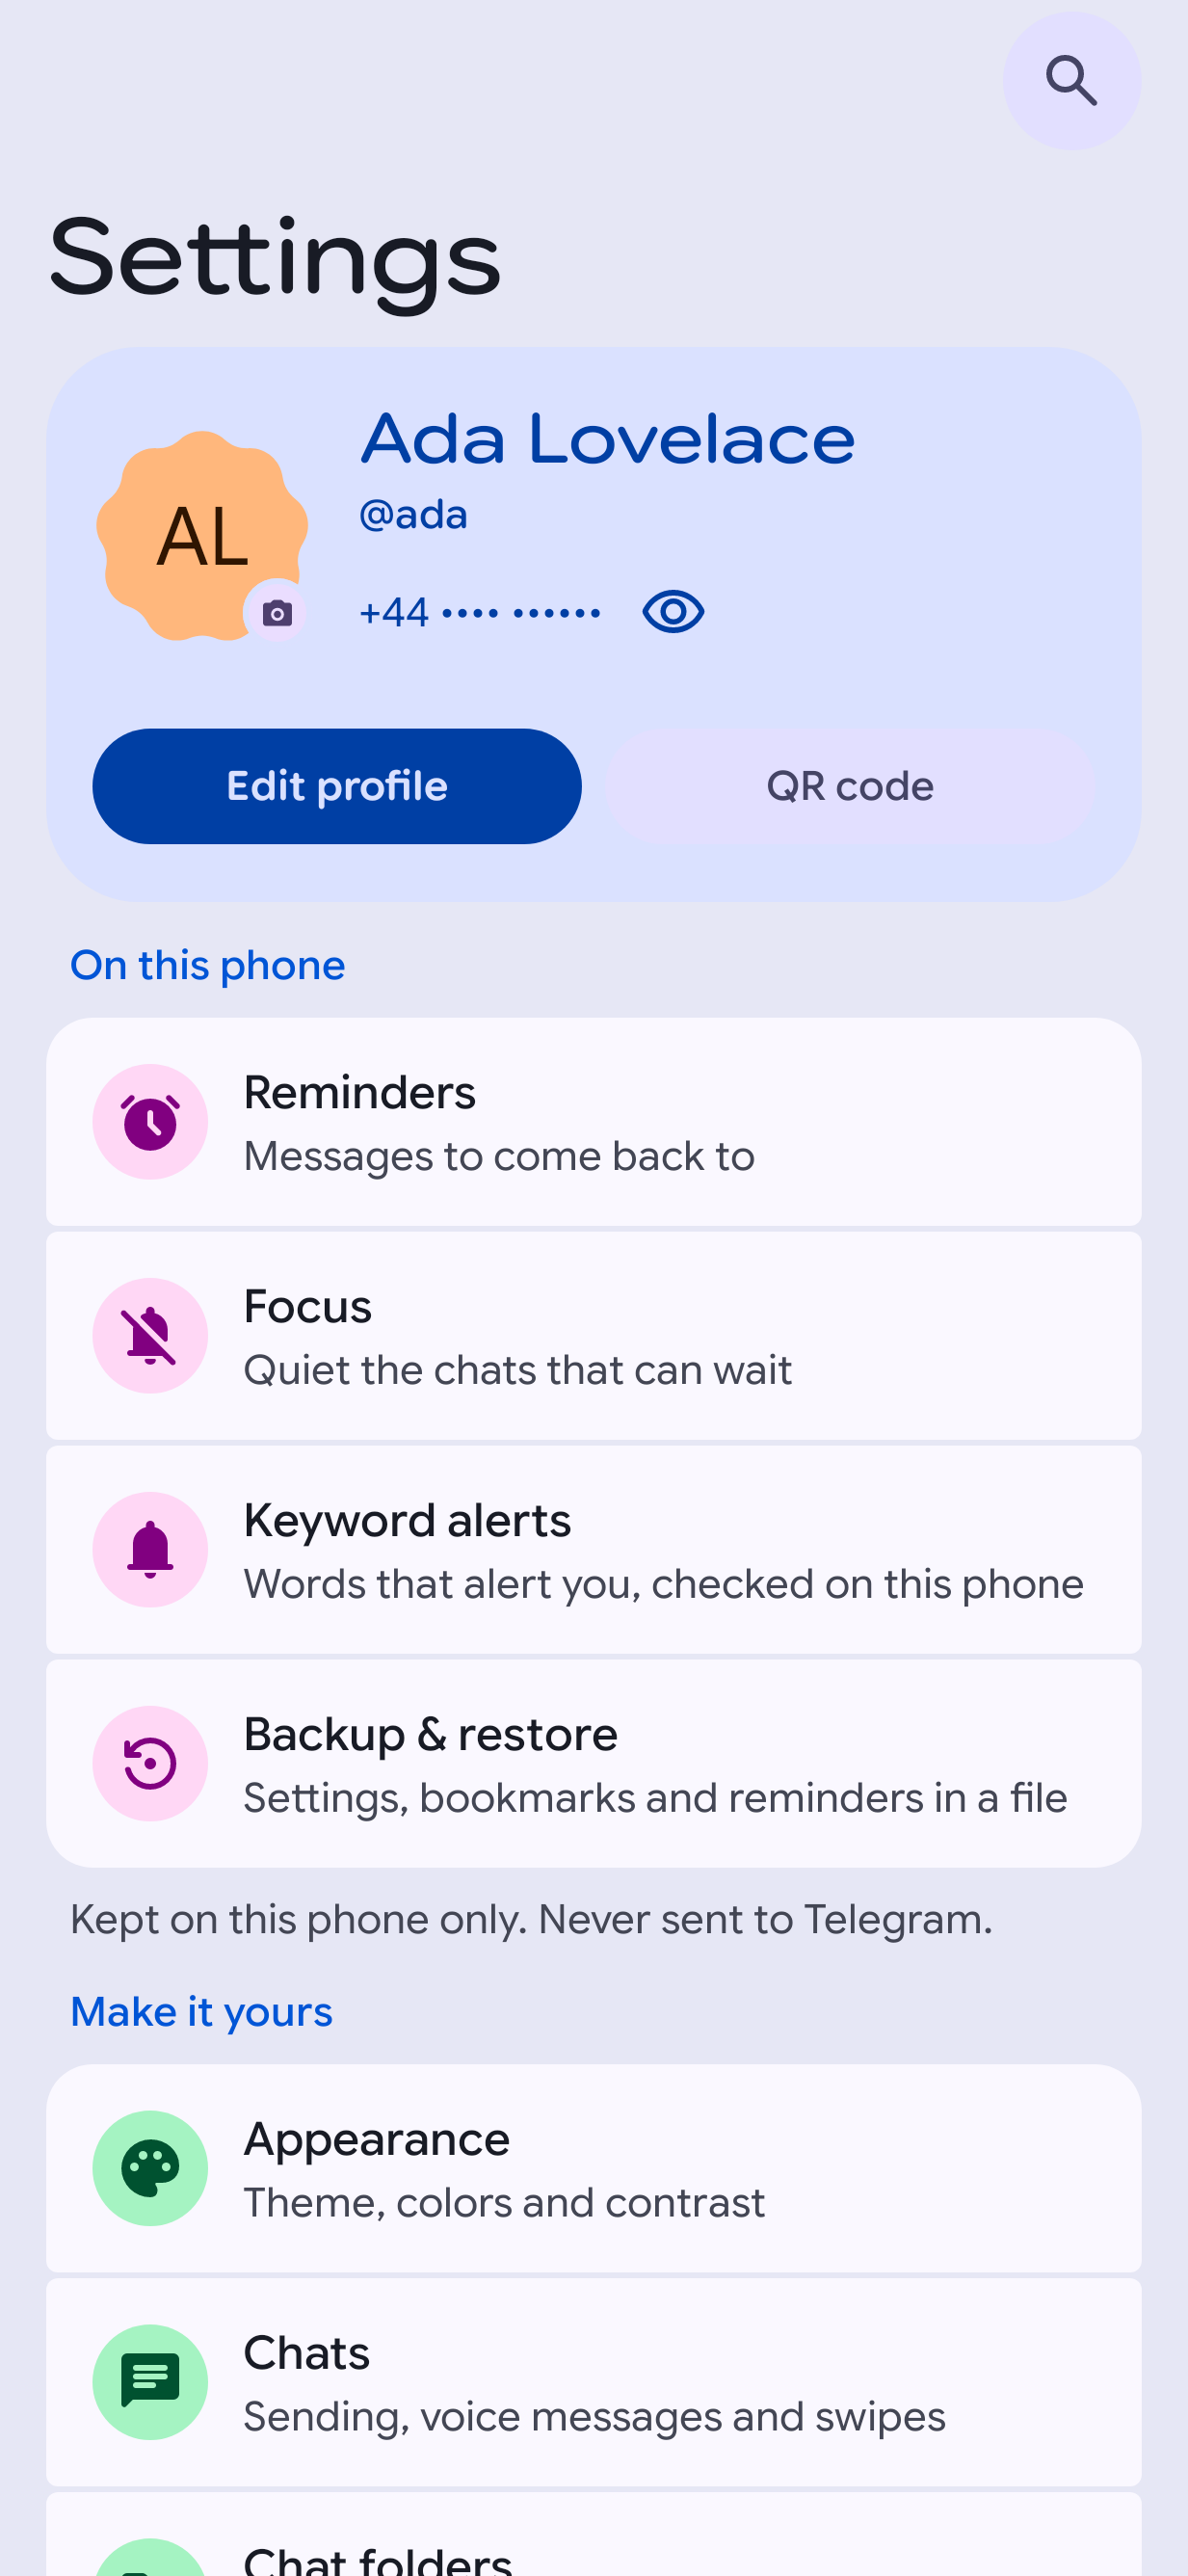 Settings
Ada Lovelace
@ada
AL
+44 •••• ••••••
Edit profile
QR code
On this phone
Reminders
Messages to come back to
Focus
Quiet the chats that can wait
Keyword alerts
Words that alert you, checked on this phone
Backup & restore
Settings, bookmarks and reminders in a file
Kept on this phone only. Never sent to Telegram.
Make it yours
Appearance
Theme, colors and contrast
Chats
Sending, voice messages and swipes
Chat folders